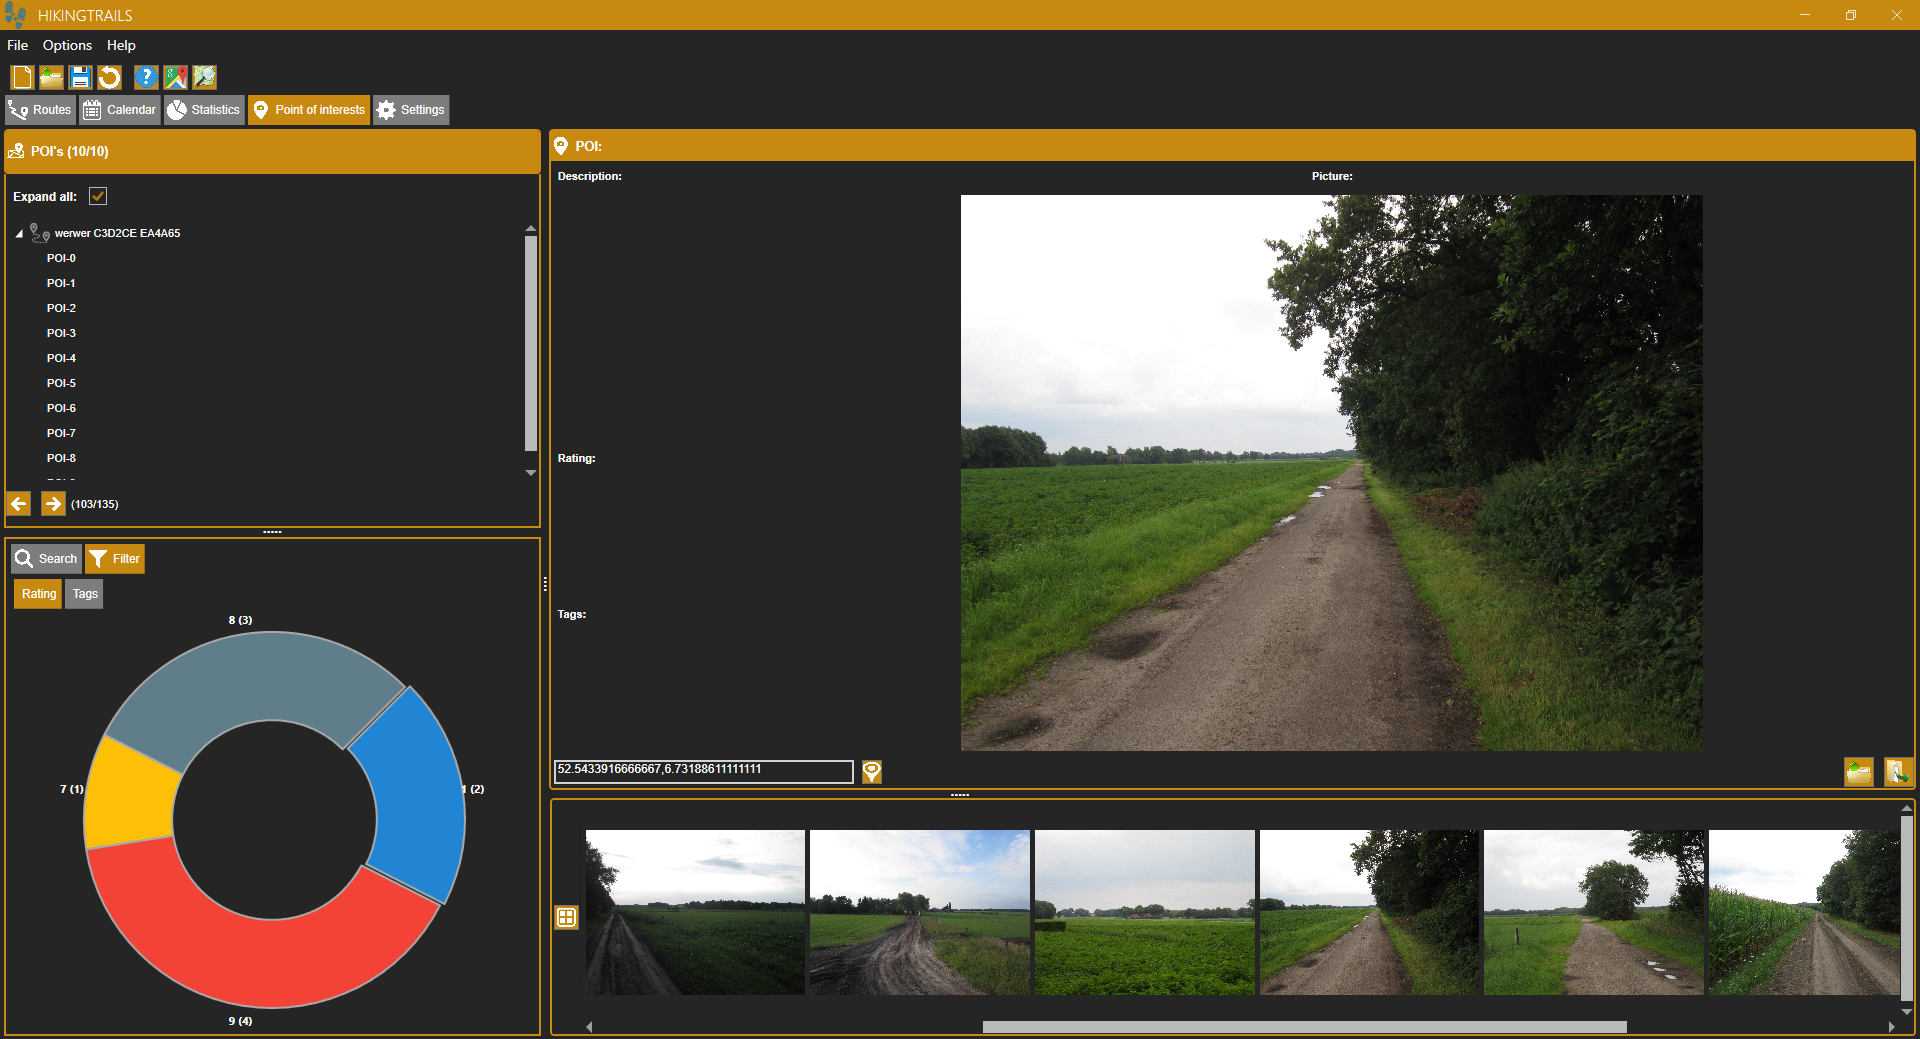 HIKINGTRAILS
File Options Help
Routes Calendar Statistics Point of interests Settings
POI's (10/10)
Expand all:
werwer C3D2CE EA4A65
POI-0
POI-1
POI-2
POI-3
POI-4
POI-5
POI-6
POI-7
POI-8
(103/135)
Search Filter
Rating Tags
8 (3)
7 (1)
1 (2)
9 (4)
POI:
Description:
Picture:
Rating:
Tags:
52.5433916666667,6.73188611111111